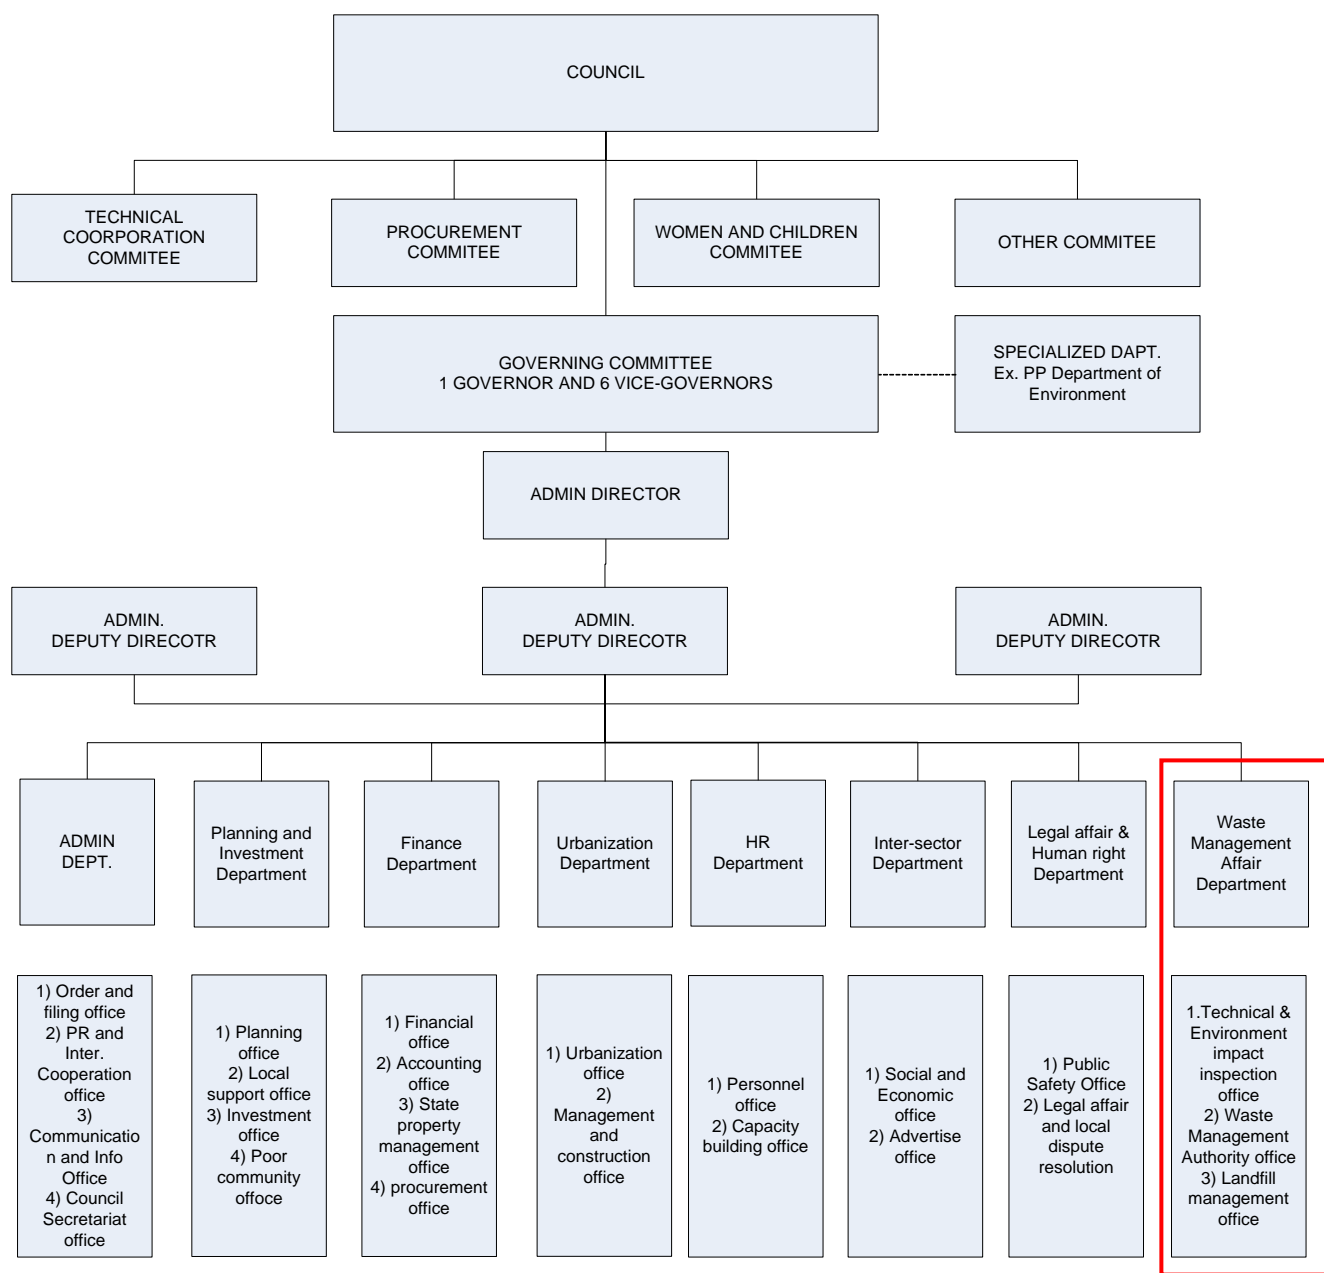 COUNCIL
TECHNICAL
COORPORATION
COMMITEE
PROCUREMENT
COMMITEE
WOMEN AND CHILDREN
COMMITEE
OTHER COMMITEE
GOVERNING COMMITTEE
1 GOVERNOR AND 6 VICE-GOVERNORS
SPECIALIZED DAPT.
Ex. PP Department of
Environment
ADMIN DIRECTOR
ADMIN.
DEPUTY DIRECOTR
ADMIN.
DEPUTY DIRECOTR
ADMIN.
DEPUTY DIRECOTR
ADMIN
DEPT.
Planning and
Investment
Department
Finance
Department
Urbanization
Department
HR
Department
Inter-sector
Department
Legal affair &
Human right
Department
Waste
Management
Affair
Department
1) Order and
filing office
2) PR and
Inter.
Cooperation
office
3)
Communicatio
n and Info
Office
4) Council
Secretariat
office
1) Planning
office
2) Local
support office
3) Investment
office
4) Poor
community
offoce
1) Financial
office
2) Accounting
office
3) State
property
management
office
4) procurement
office
1) Urbanization
office
2)
Management
and
construction
office
1) Personnel
office
2) Capacity
building office
1) Social and
Economic
office
2) Advertise
office
1) Public
Safety Office
2) Legal affair
and local
dispute
resolution
1.Technical &
Environment
impact
inspection
office
2) Waste
Management
Authority office
3) Landfill
management
office